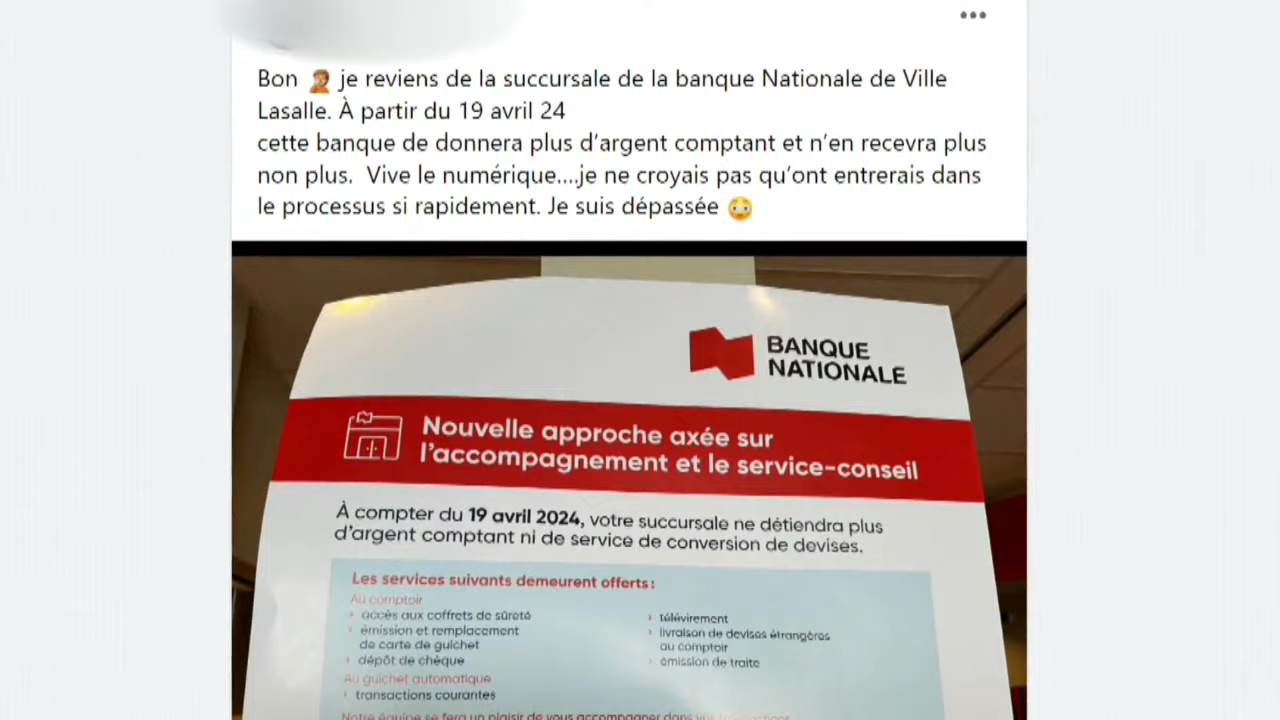 Bon 🤦 je reviens de la succursale de la banque Nationale de Ville
Lasalle. À partir du 19 avril 24
cette banque de donnera plus d’argent comptant et n’en recevra plus
non plus.  Vive le numérique....je ne croyais pas qu’ont entrerais dans
le processus si rapidement. Je suis dépassée 😳
BANQUE
NATIONALE
Nouvelle approche axée sur
l’accompagnement et le service-conseil
À compter du 19 avril 2024, votre succursale ne détiendra plus
d’argent comptant ni de service de conversion de devises.
Les services suivants demeurent offerts :
Au comptoir
› accès aux coffrets de sûreté
› émission et remplacement
de carte de guichet
› dépôt de chèque
› télévirement
› livraison de devises étrangères
au comptoir
› émission de traite
Au guichet automatique
› transactions courantes
Notre équipe se fera un plaisir de vous accompagner dans vos transactions